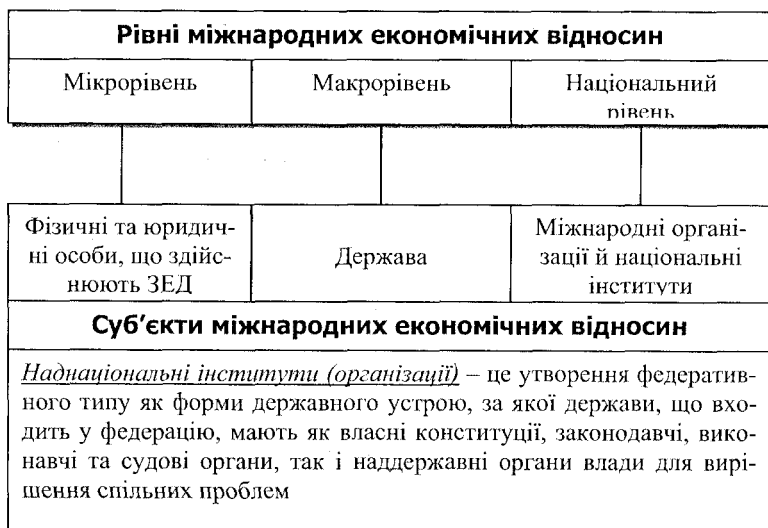 Рівні міжнародних економічних відносин
Мікрорівень
Макрорівень
Національний
рівень
Фізичні та юридич-
ні особи, що здійс-
нюють ЗЕД
Держава
Міжнародні органі-
зації й національні
інститути
Суб’єкти міжнародних економічних відносин
Наднаціональні інститути (організації) – це утворення федератив-
ного типу як форми державного устрою, за якої держави, що вхо-
дить у федерацію, мають як власні конституції, законодавчі, вико-
навчі та судові органи, так і наддержавні органи влади для вирі-
шення спільних проблем